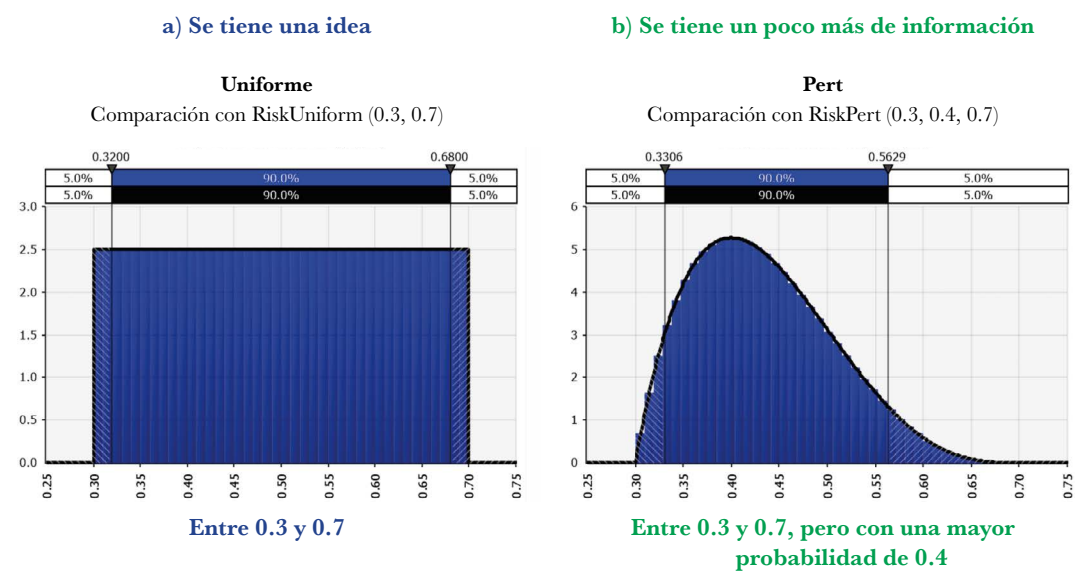 a) Se tiene una idea
Uniforme
Comparación con RiskUniform (0.3, 0.7)
0.3200 0.6800
5.0% 90.0% 5.0%
5.0% 90.0% 5.0%
3.0
2.5
2.0
1.5
1.0
0.5
0.0
0.25 0.30 0.35 0.40 0.45 0.50 0.55 0.60 0.65 0.70 0.75
Entre 0.3 y 0.7
b) Se tiene un poco más de información
Pert
Comparación con RiskPert (0.3, 0.4, 0.7)
0.3306 0.5629
5.0% 90.0% 5.0%
5.0% 90.0% 5.0%
6
5
4
3
2
1
0
0.25 0.30 0.35 0.40 0.45 0.50 0.55 0.60 0.65 0.70 0.75
Entre 0.3 y 0.7, pero con una mayor
probabilidad de 0.4